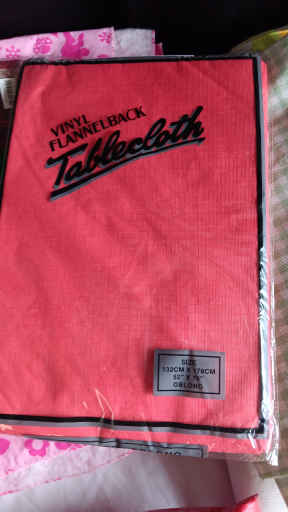 VINYL
FLANNELBACK
Tablecloth
SIZE
132CM X 178CM
52" X 70"
OBLONG